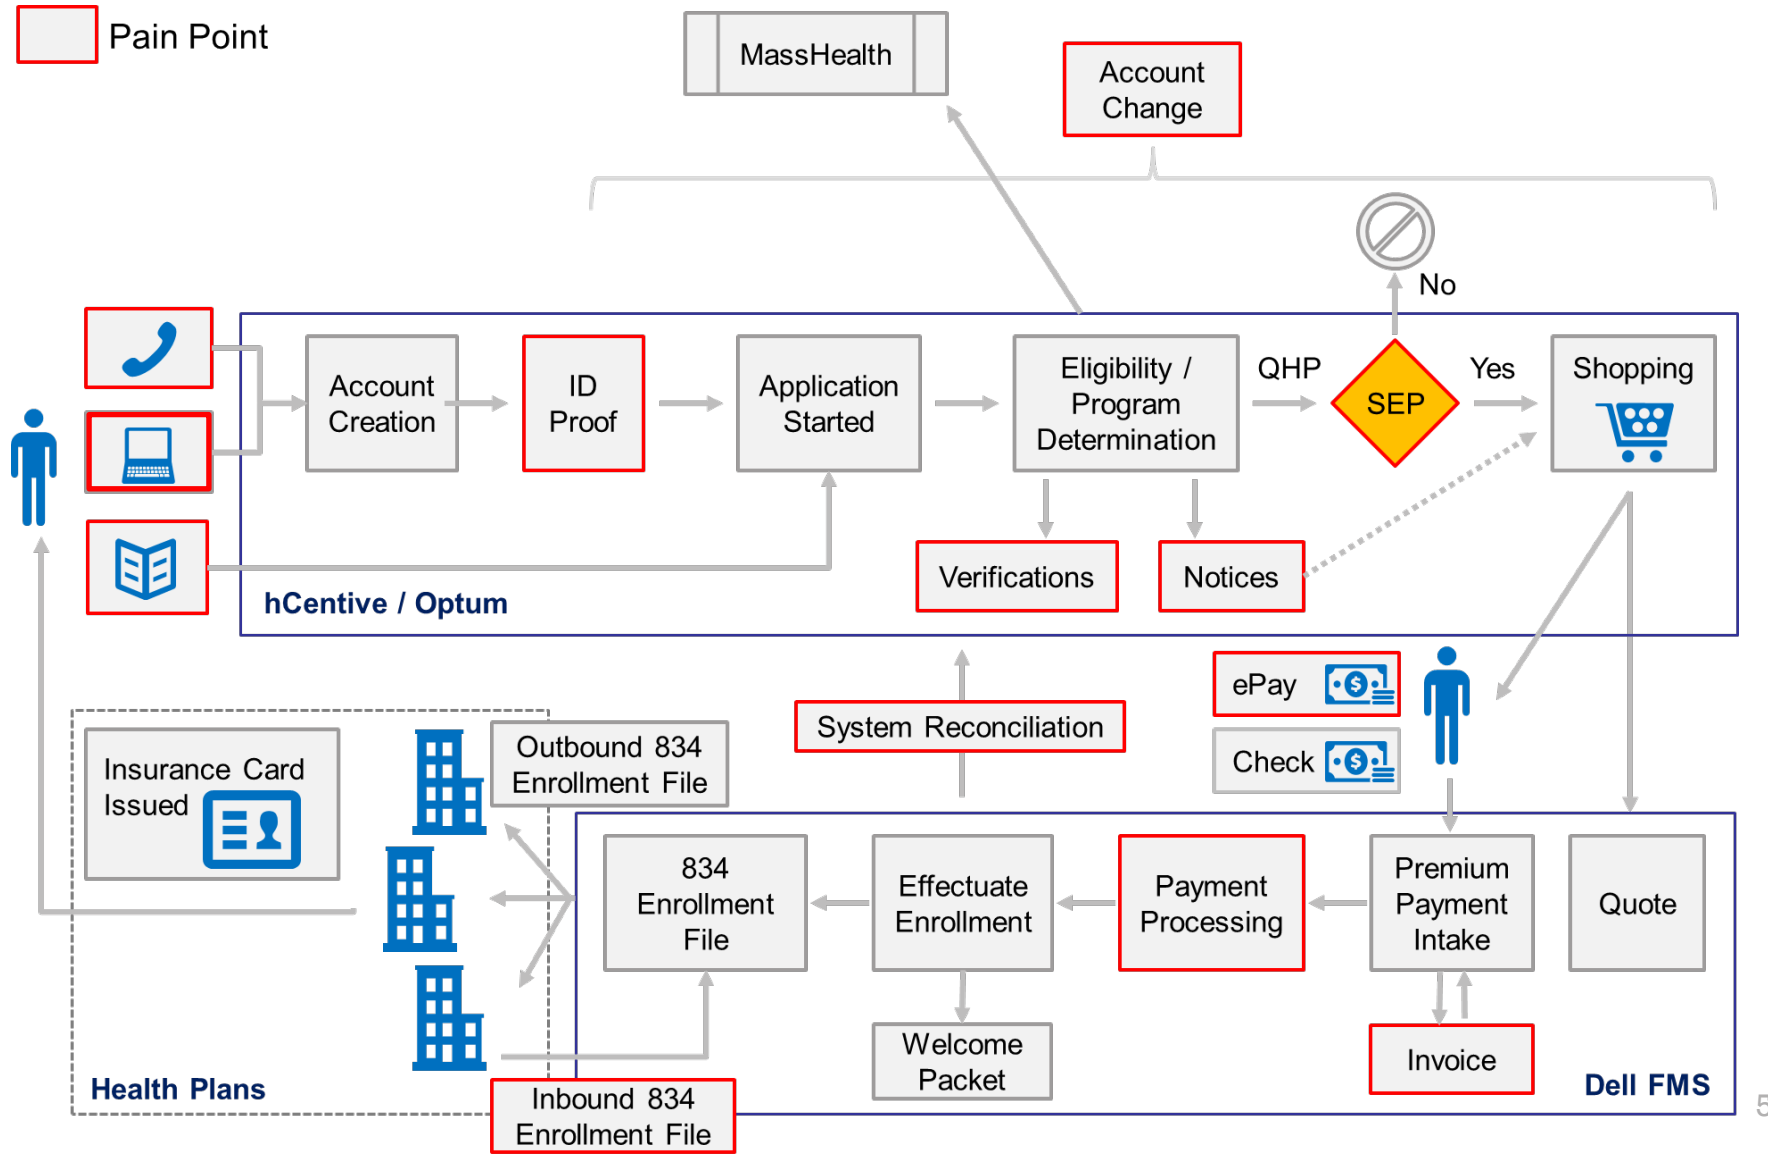 Pain Point
MassHealth
Account
Change
No
Account
Creation
ID
Proof
Application
Started
Eligibility /
Program
Determination
QHP
SEP
Yes
Shopping
Verifications
Notices
hCentive / Optum
ePay
Check
System Reconciliation
Insurance Card
Issued
Outbound 834
Enrollment File
834
Enrollment
File
Effectuate
Enrollment
Payment
Processing
Premium
Payment
Intake
Quote
Welcome
Packet
Invoice
Health Plans
Dell FMS
Inbound 834
Enrollment File
5